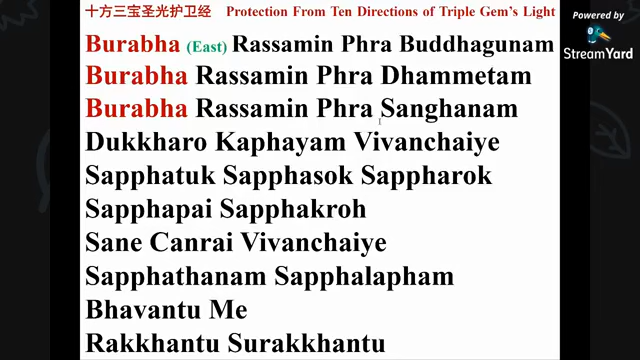 十方三宝圣光护卫经 Protection From Ten Directions of Triple Gem's Light
Burabha (East) Rassamin Phra Buddhagunam
Burabha Rassamin Phra Dhammetam
Burabha Rassamin Phra Sanghanam
Dukkharo Kaphayam Vivanchaiye
Sapphatuk Sapphasok Sappharok
Sapphapai Sapphakroh
Sane Canrai Vivanchaiye
Sapphathanam Sapphalapham
Bhavantu Me
Rakkhantu Surakkhantu
Powered by
StreamYard